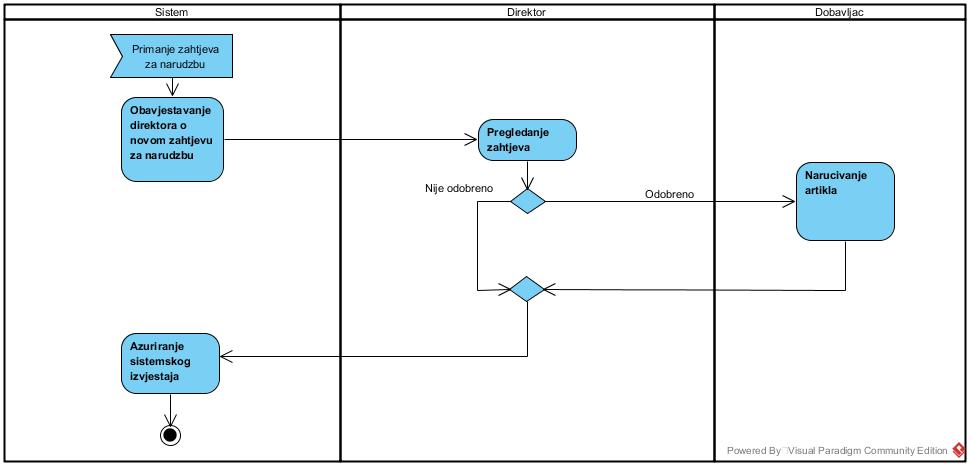 Sistem
Direktor
Dobavljac
Primanje zahtjeva
za narudzbu
Obavjestavanje
direktora o
novom zahtjevu
za narudzbu
Pregledanje
zahtjeva
Nije odobreno
Odobreno
Narucivanje
artikla
Azuriranje
sistemskog
izvjestaja
Powered By Visual Paradigm Community Edition